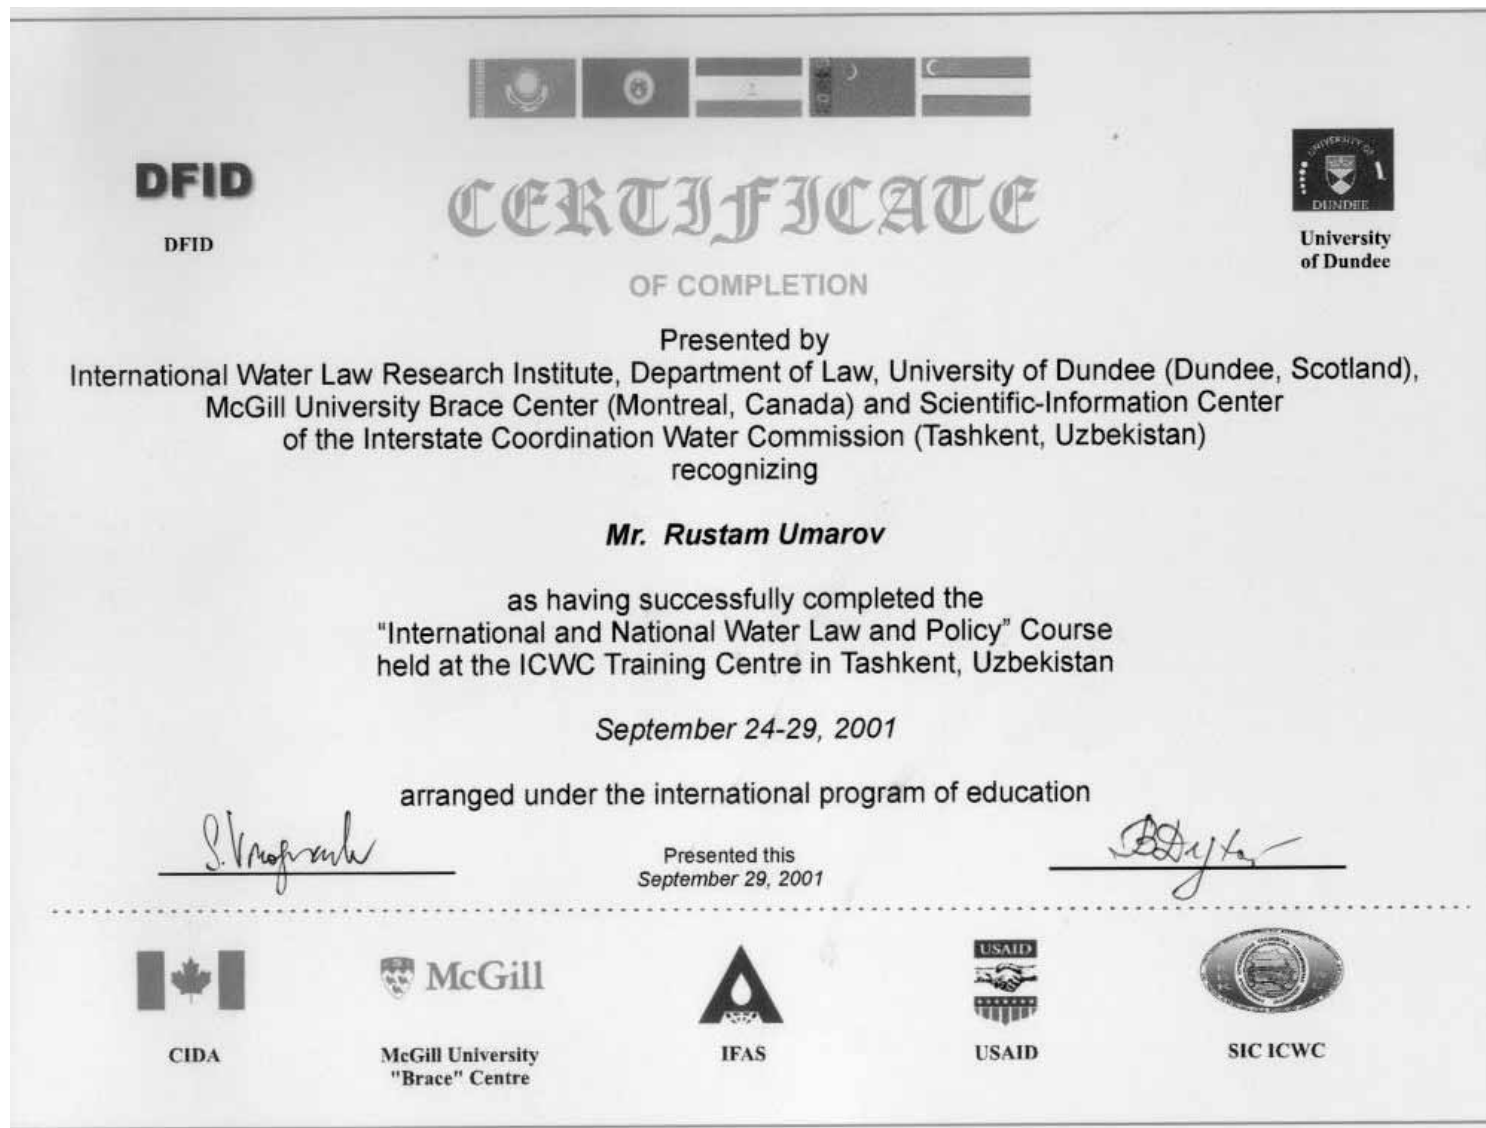 DFID
DFID
CERTIFICATE
UNIVERSITY OF
DUNDEE
University
of Dundee
OF COMPLETION
Presented by
International Water Law Research Institute, Department of Law, University of Dundee (Dundee, Scotland),
McGill University Brace Center (Montreal, Canada) and Scientific-Information Center
of the Interstate Coordination Water Commission (Tashkent, Uzbekistan)
recognizing
Mr. Rustam Umarov
as having successfully completed the
“International and National Water Law and Policy” Course
held at the ICWC Training Centre in Tashkent, Uzbekistan
September 24-29, 2001
arranged under the international program of education
Presented this
September 29, 2001
CIDA
McGill
McGill University
"Brace" Centre
IFAS
USAID
USAID
SIC ICWC